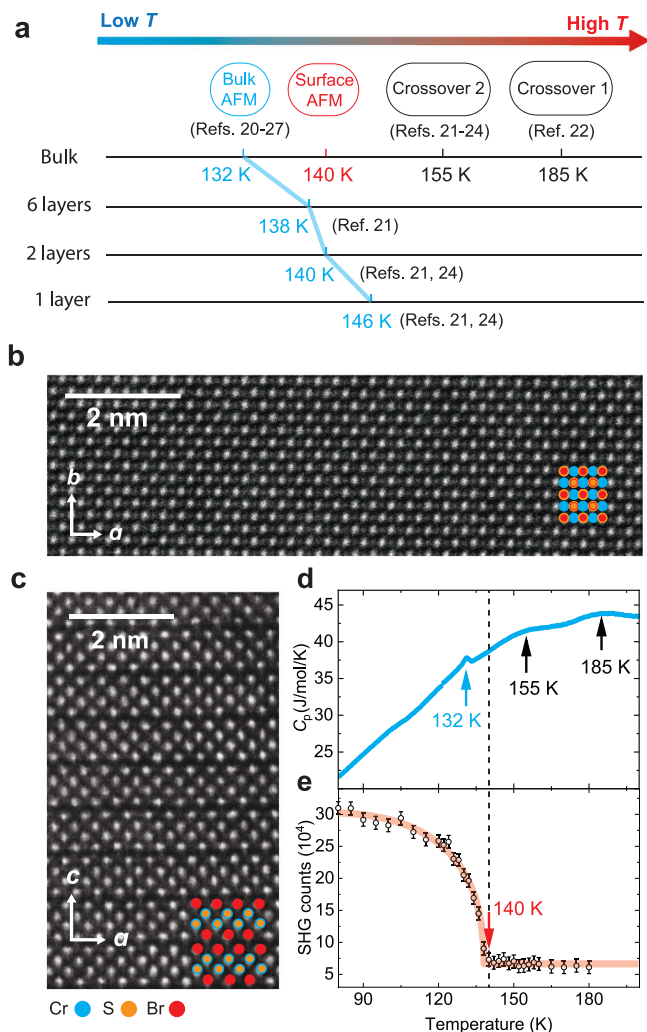 a
Low T
High T
Bulk AFM
Surface AFM
Crossover 2
Crossover 1
(Refs. 20-27)
(Refs. 21-24)
(Ref. 22)
Bulk
132 K
140 K
155 K
185 K
6 layers
138 K
(Ref. 21)
2 layers
140 K
(Refs. 21, 24)
1 layer
146 K
(Refs. 21, 24)
b
2 nm
b
a
c
2 nm
c
a
Cr
S
Br
d
45
40
35
30
25
Cp(J/mol/K)
132 K
155 K
185 K
e
30
25
20
15
10
5
SHG counts (10⁴)
140 K
90
120
150
180
Temperature (K)